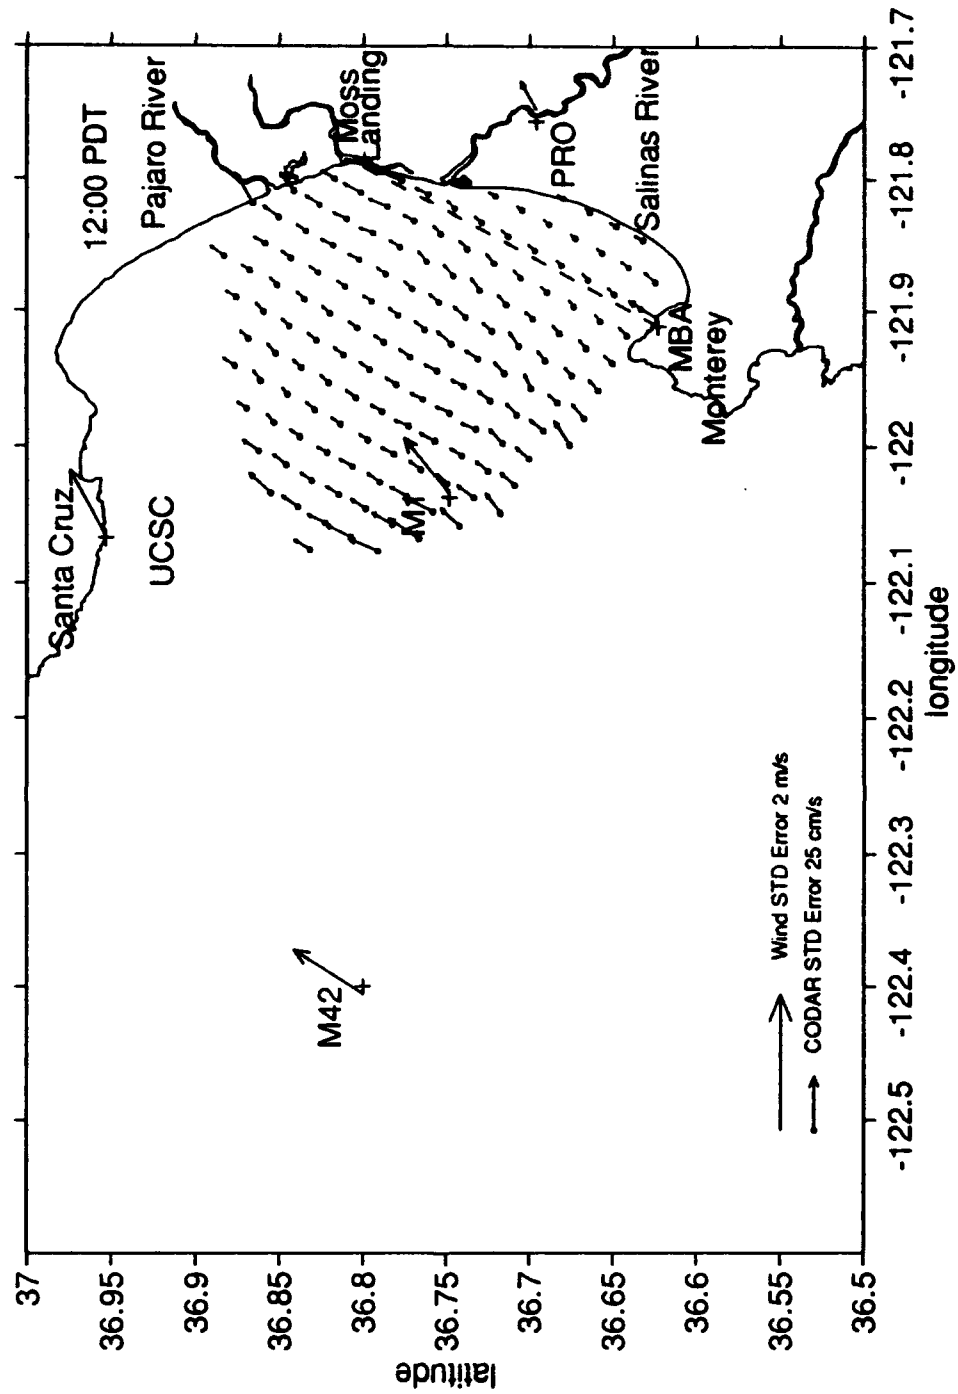 12:00 PDT
Santa Cruz
UCSC
Pajaro River
Moss
Landing
M42
M1
PRO
Salinas River
MBA
Monterey
Wind STD Error 2 m/s
CODAR STD Error 25 cm/s
latitude
37
36.95
36.9
36.85
36.8
36.75
36.7
36.65
36.6
36.55
36.5
-122.5
-122.4
-122.3
-122.2
-122.1
-122
-121.9
-121.8
-121.7
longitude